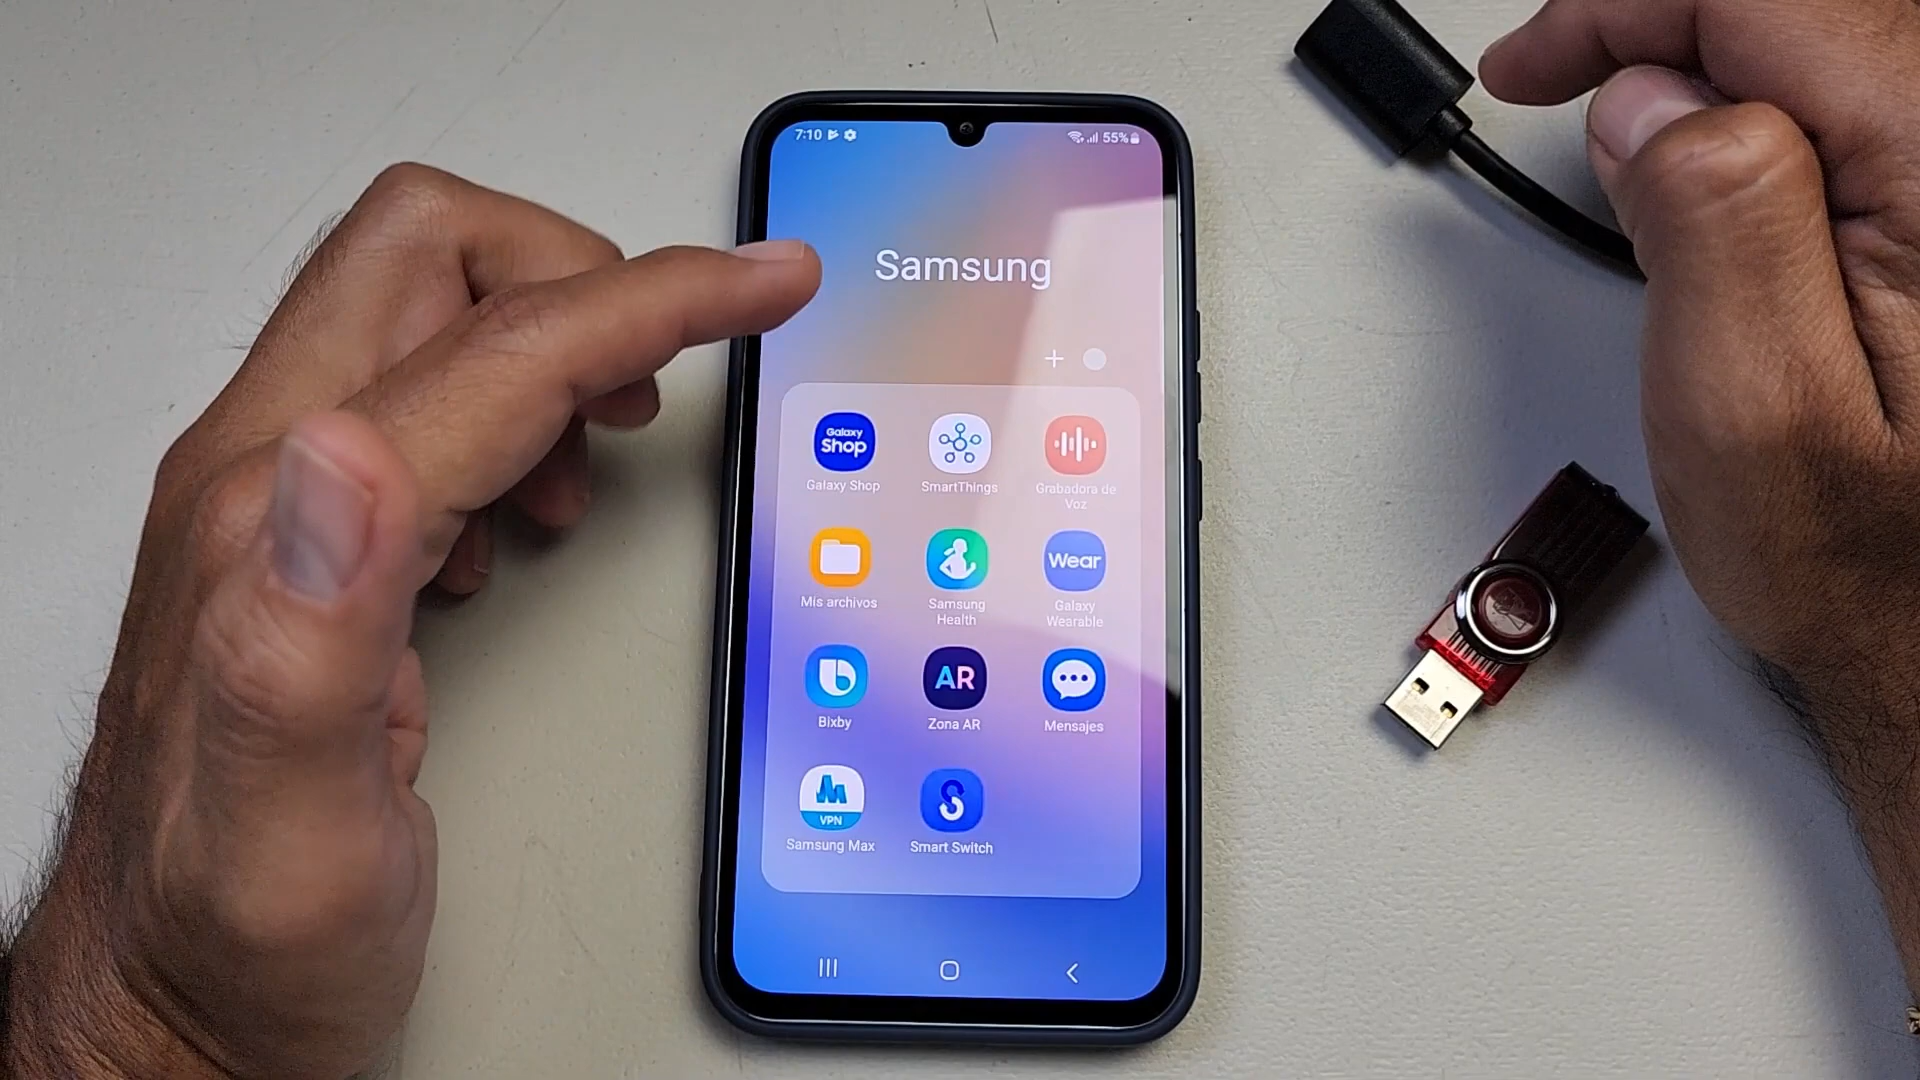 7:10
55%
Samsung
Galaxy
Shop
Galaxy Shop
SmartThings
Grabadora de
Voz
Mis archivos
Samsung
Health
Wear
Galaxy
Wearable
Bixby
AR
Zona AR
Mensajes
VPN
Samsung Max
Smart Switch